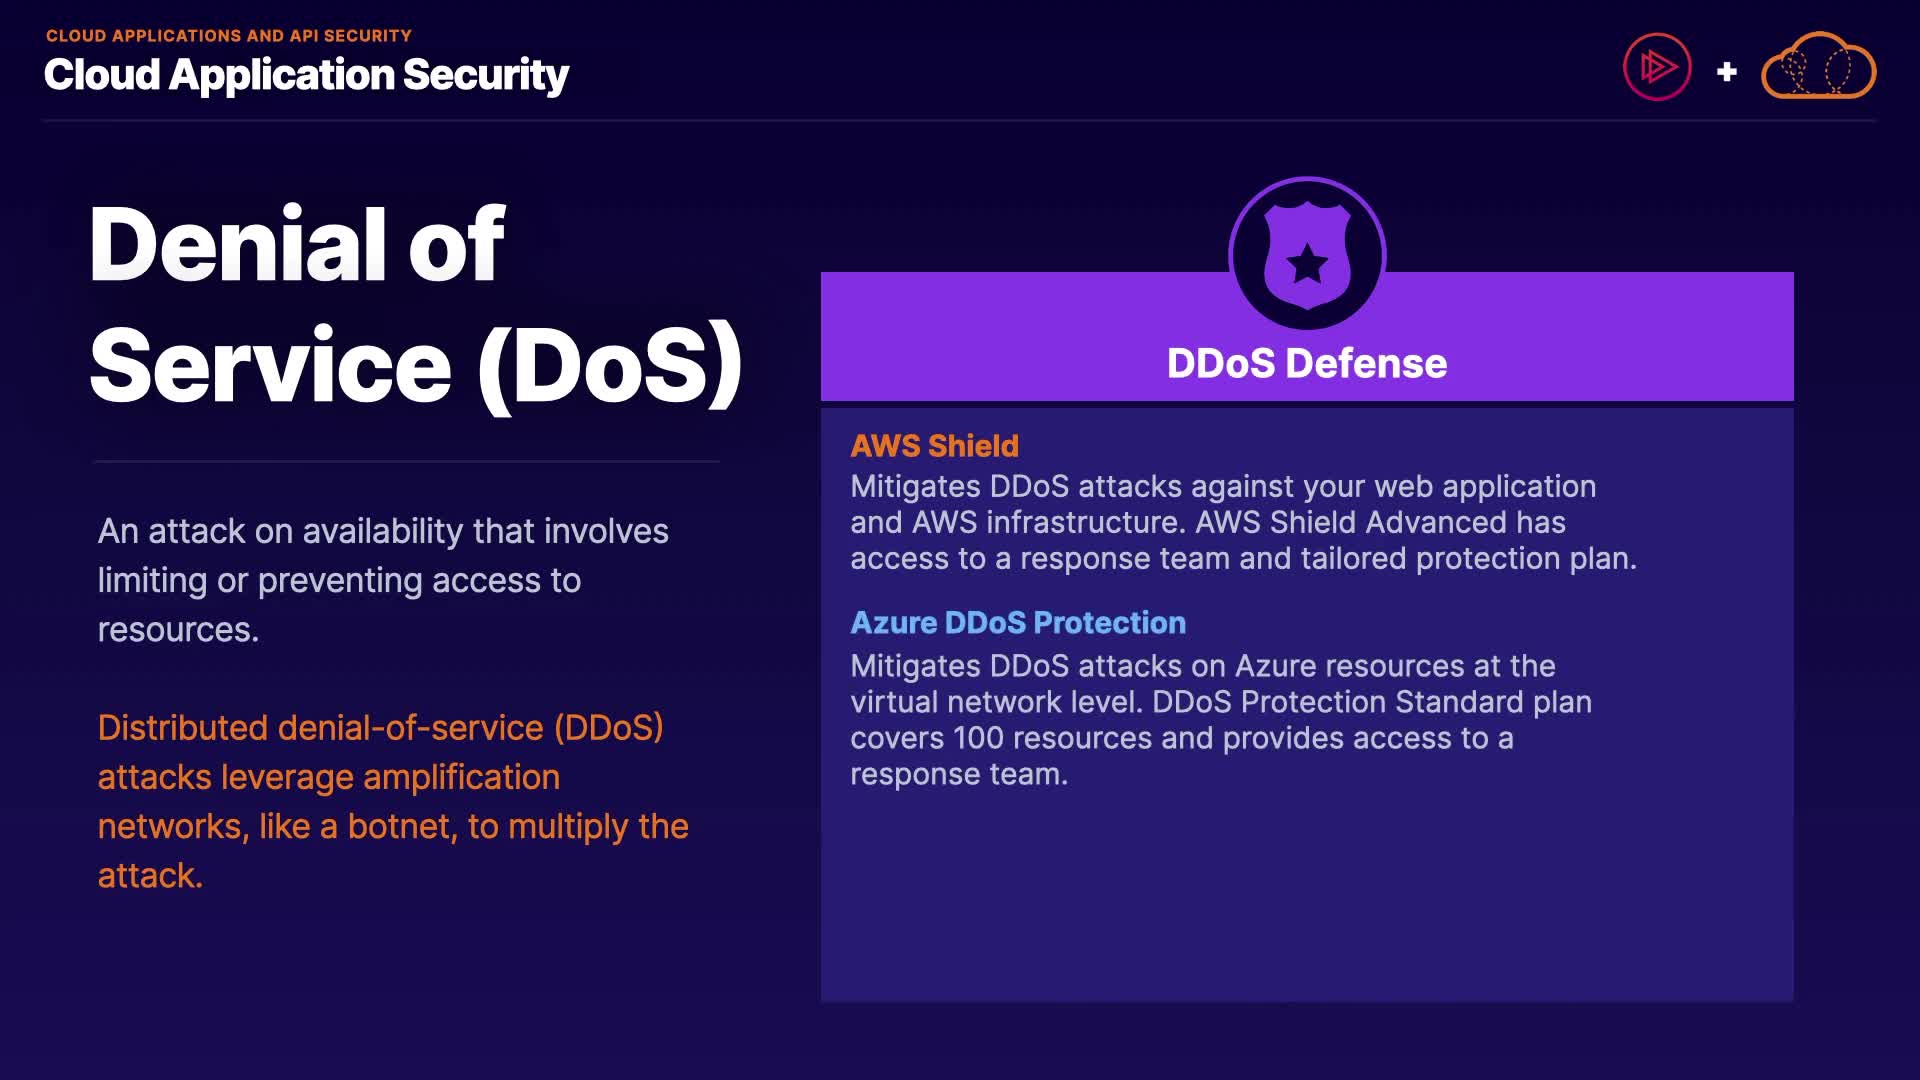 CLOUD APPLICATIONS AND API SECURITY
Cloud Application Security
Denial of
Service (DoS)
An attack on availability that involves
limiting or preventing access to
resources.
Distributed denial-of-service (DDoS)
attacks leverage amplification
networks, like a botnet, to multiply the
attack.
+
DDoS Defense
AWS Shield
Mitigates DDoS attacks against your web application
and AWS infrastructure. AWS Shield Advanced has
access to a response team and tailored protection plan.
Azure DDoS Protection
Mitigates DDoS attacks on Azure resources at the
virtual network level. DDoS Protection Standard plan
covers 100 resources and provides access to a
response team.